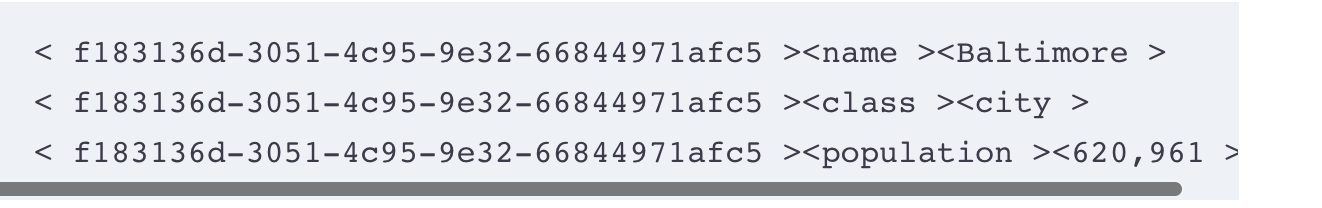 < f183136d-3051-4c95-9e32-66844971afc5 ><name ><Baltimore >
< f183136d-3051-4c95-9e32-66844971afc5 ><class ><city >
< f183136d-3051-4c95-9e32-66844971afc5 ><population ><620,961 >